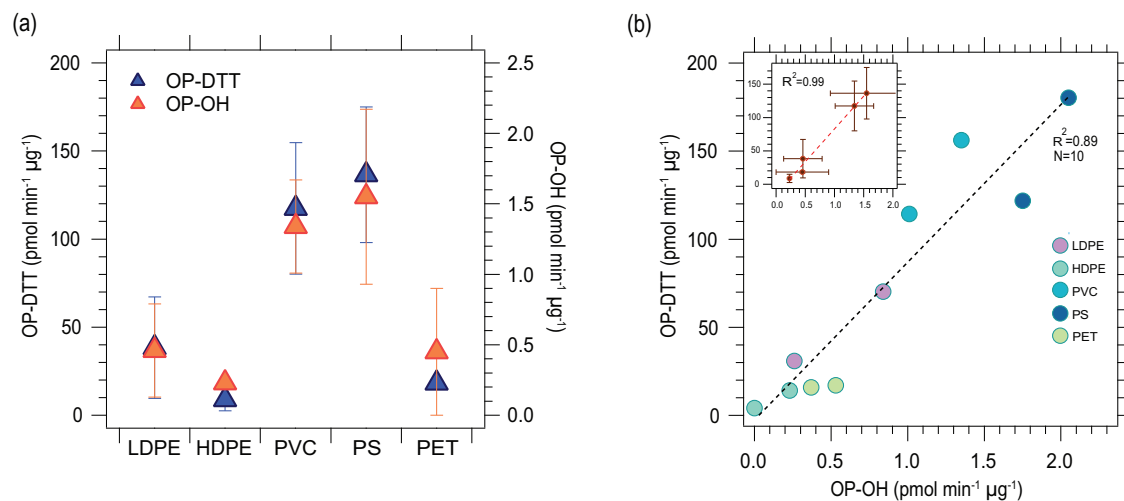 (a)
OP-DTT (pmol min-1 µg-1)
200
150
100
50
0
OP-DTT
OP-OH
2.5
2.0
1.5
1.0
0.5
0.0
OP-OH (pmol min-1 µg-1)
LDPE HDPE PVC PS PET
(b)
OP-DTT (pmol min-1 µg-1)
200
150
100
50
0
R2=0.99
150
100
50
0
0.0 0.5 1.0 1.5 2.0
R2=0.89
N=10
LDPE
HDPE
PVC
PS
PET
0.0 0.5 1.0 1.5 2.0
OP-OH (pmol min-1 µg-1)